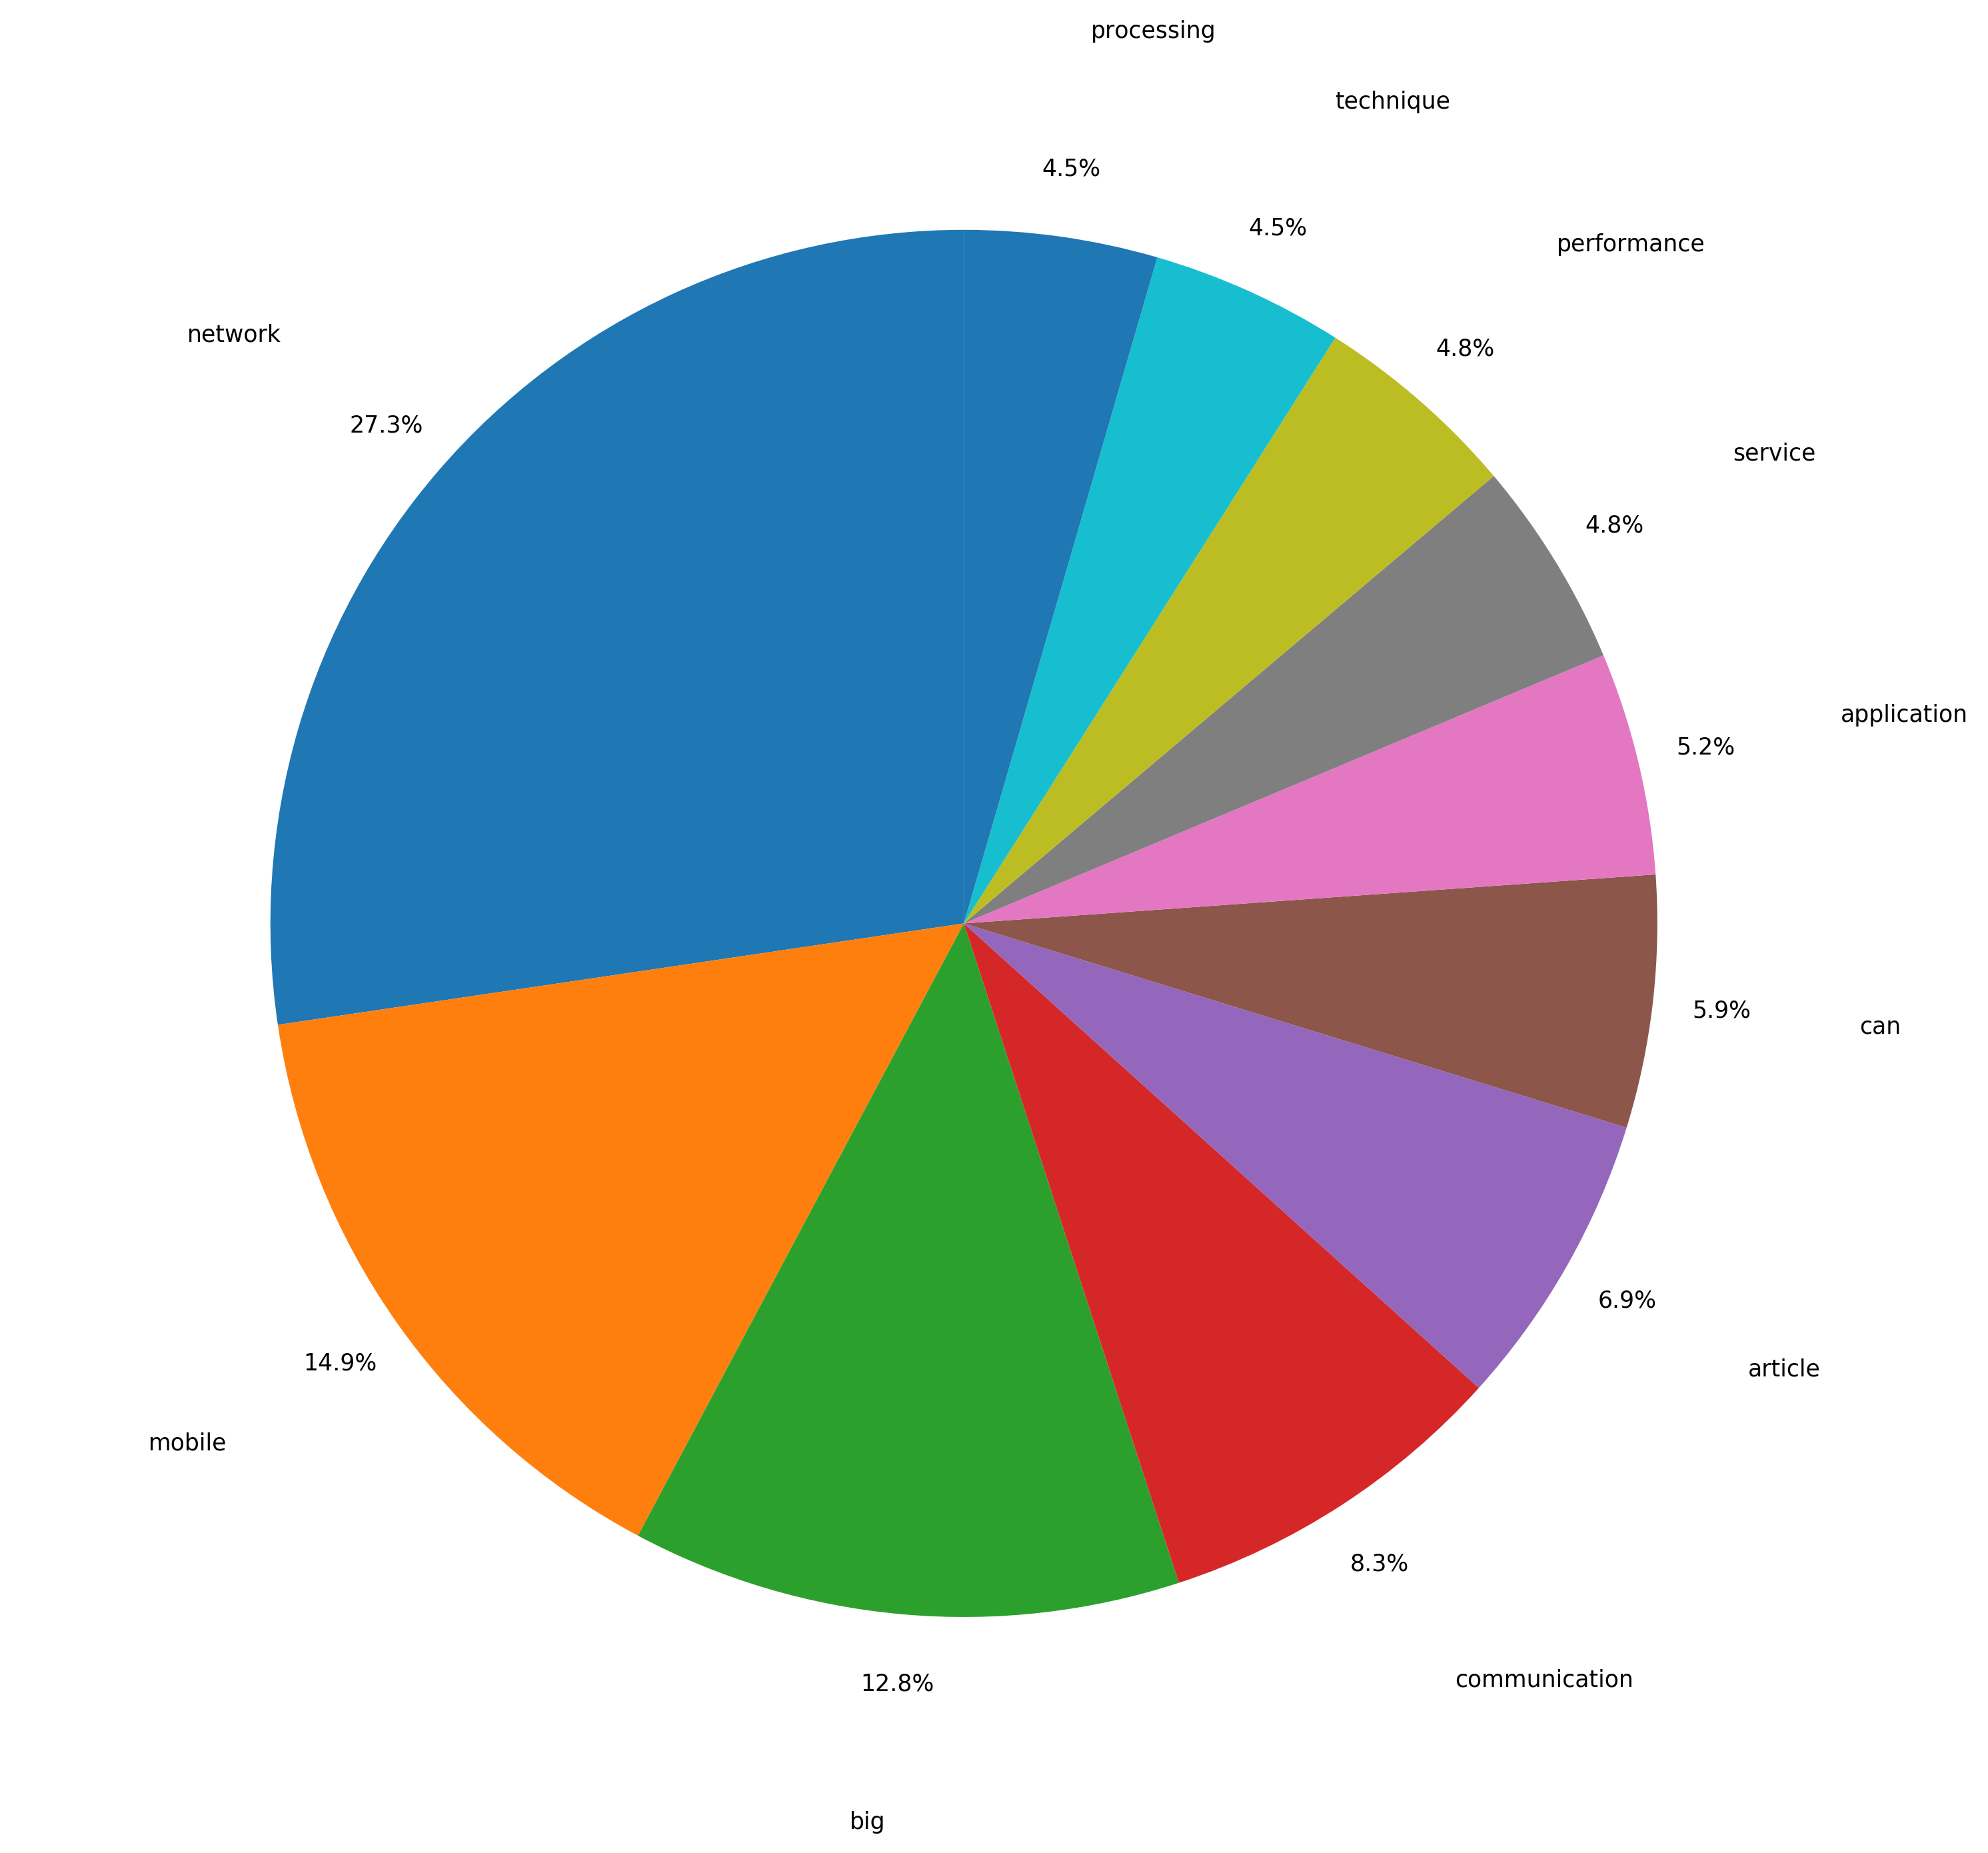 processing
technique
4.5%
4.5%
performance
network
4.8%
27.3%
service
4.8%
application
5.2%
5.9%
can
6.9%
14.9%
article
mobile
8.3%
communication
12.8%
big